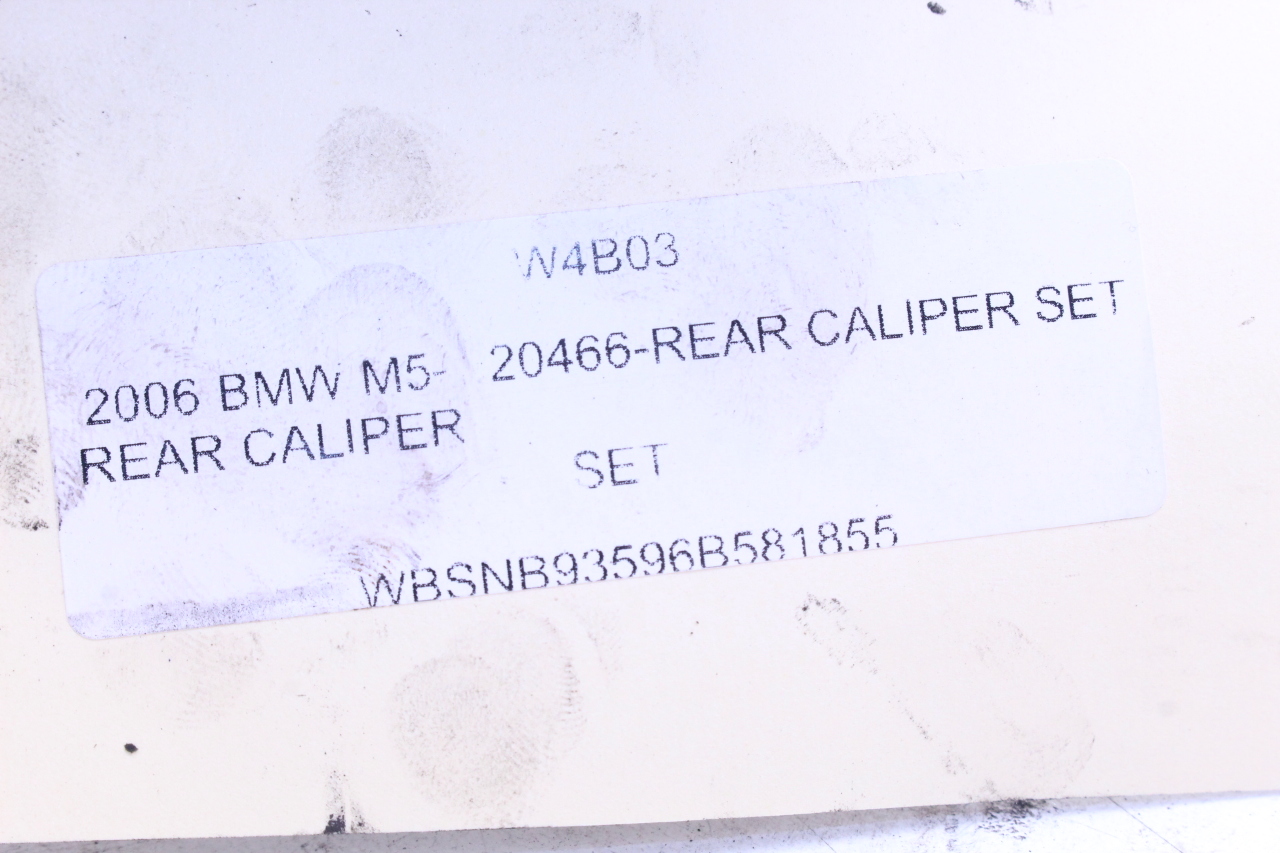 W4B03
2006 BMW M5- 20466-REAR CALIPER SET
REAR CALIPER
SET
WBSNB93596B581855